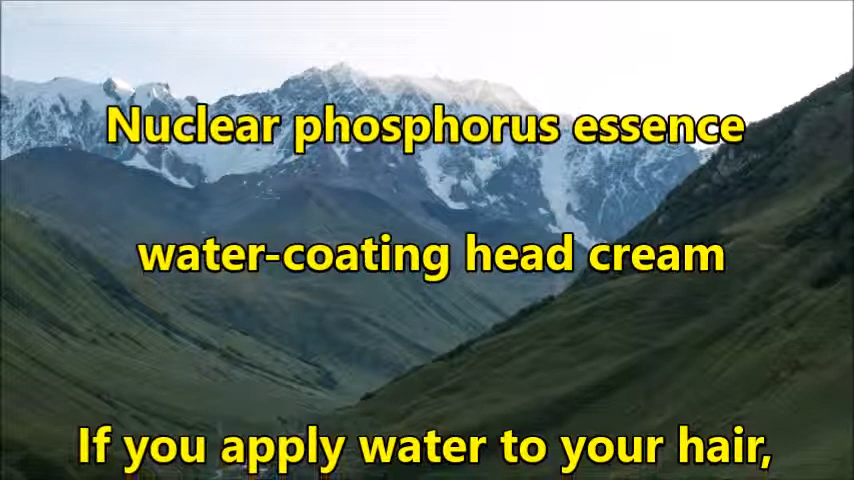 Nuclear phosphorus essence
water-coating head cream
If you apply water to your hair,